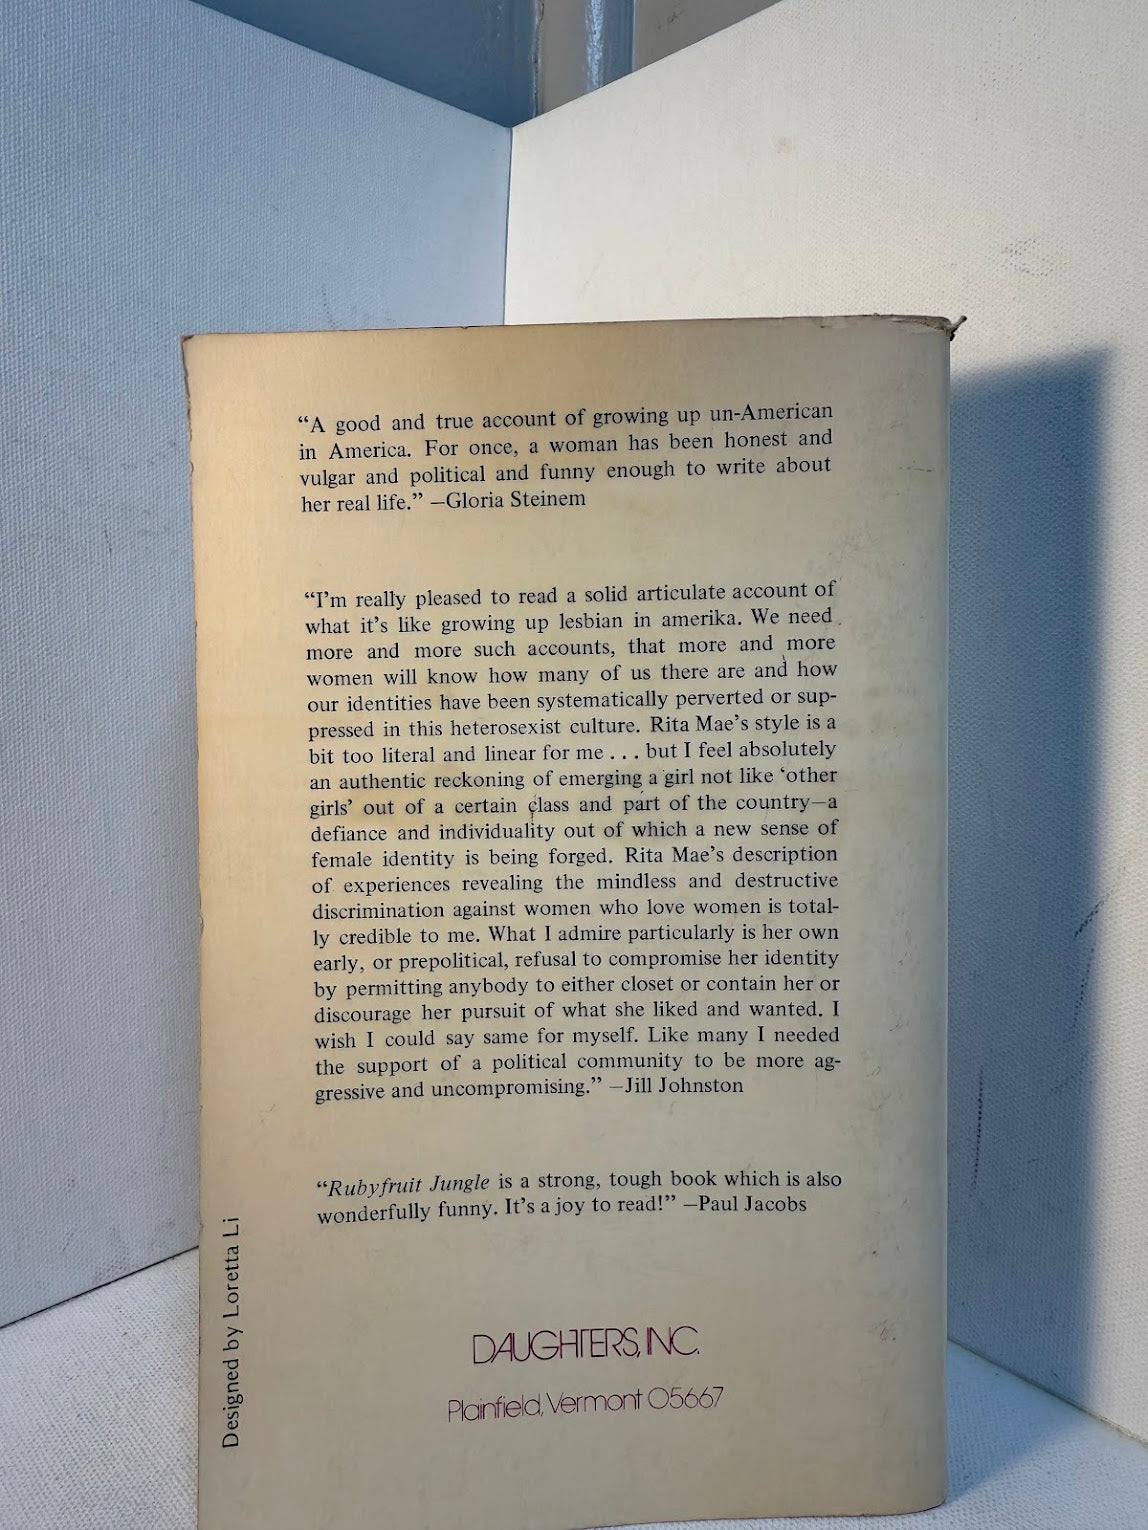 “A good and true account of growing up un-American
in America. For once, a woman has been honest and
vulgar and political and funny enough to write about
her real life.” —Gloria Steinem
“I’m really pleased to read a solid articulate account of
what it’s like growing up lesbian in amerika. We need
more and more such accounts, that more and more
women will know how many of us there are and how
our identities have been systematically perverted or sup-
pressed in this heterosexist culture. Rita Mae’s style is a
bit too literal and linear for me . . . but I feel absolutely
an authentic reckoning of emerging a girl not like ‘other
girls’ out of a certain class and part of the country—a
defiance and individuality out of which a new sense of
female identity is being forged. Rita Mae’s description
of experiences revealing the mindless and destructive
discrimination against women who love women is total-
ly credible to me. What I admire particularly is her own
early, or prepolitical, refusal to compromise her identity
by permitting anybody to either closet or contain her or
discourage her pursuit of what she liked and wanted. I
wish I could say same for myself. Like many I needed
the support of a political community to be more ag-
gressive and uncompromising.” —Jill Johnston
“Rubyfruit Jungle is a strong, tough book which is also
wonderfully funny. It’s a joy to read!” —Paul Jacobs
Designed by Loretta Li
DAUGHTERS, INC.
Plainfield, Vermont 05667